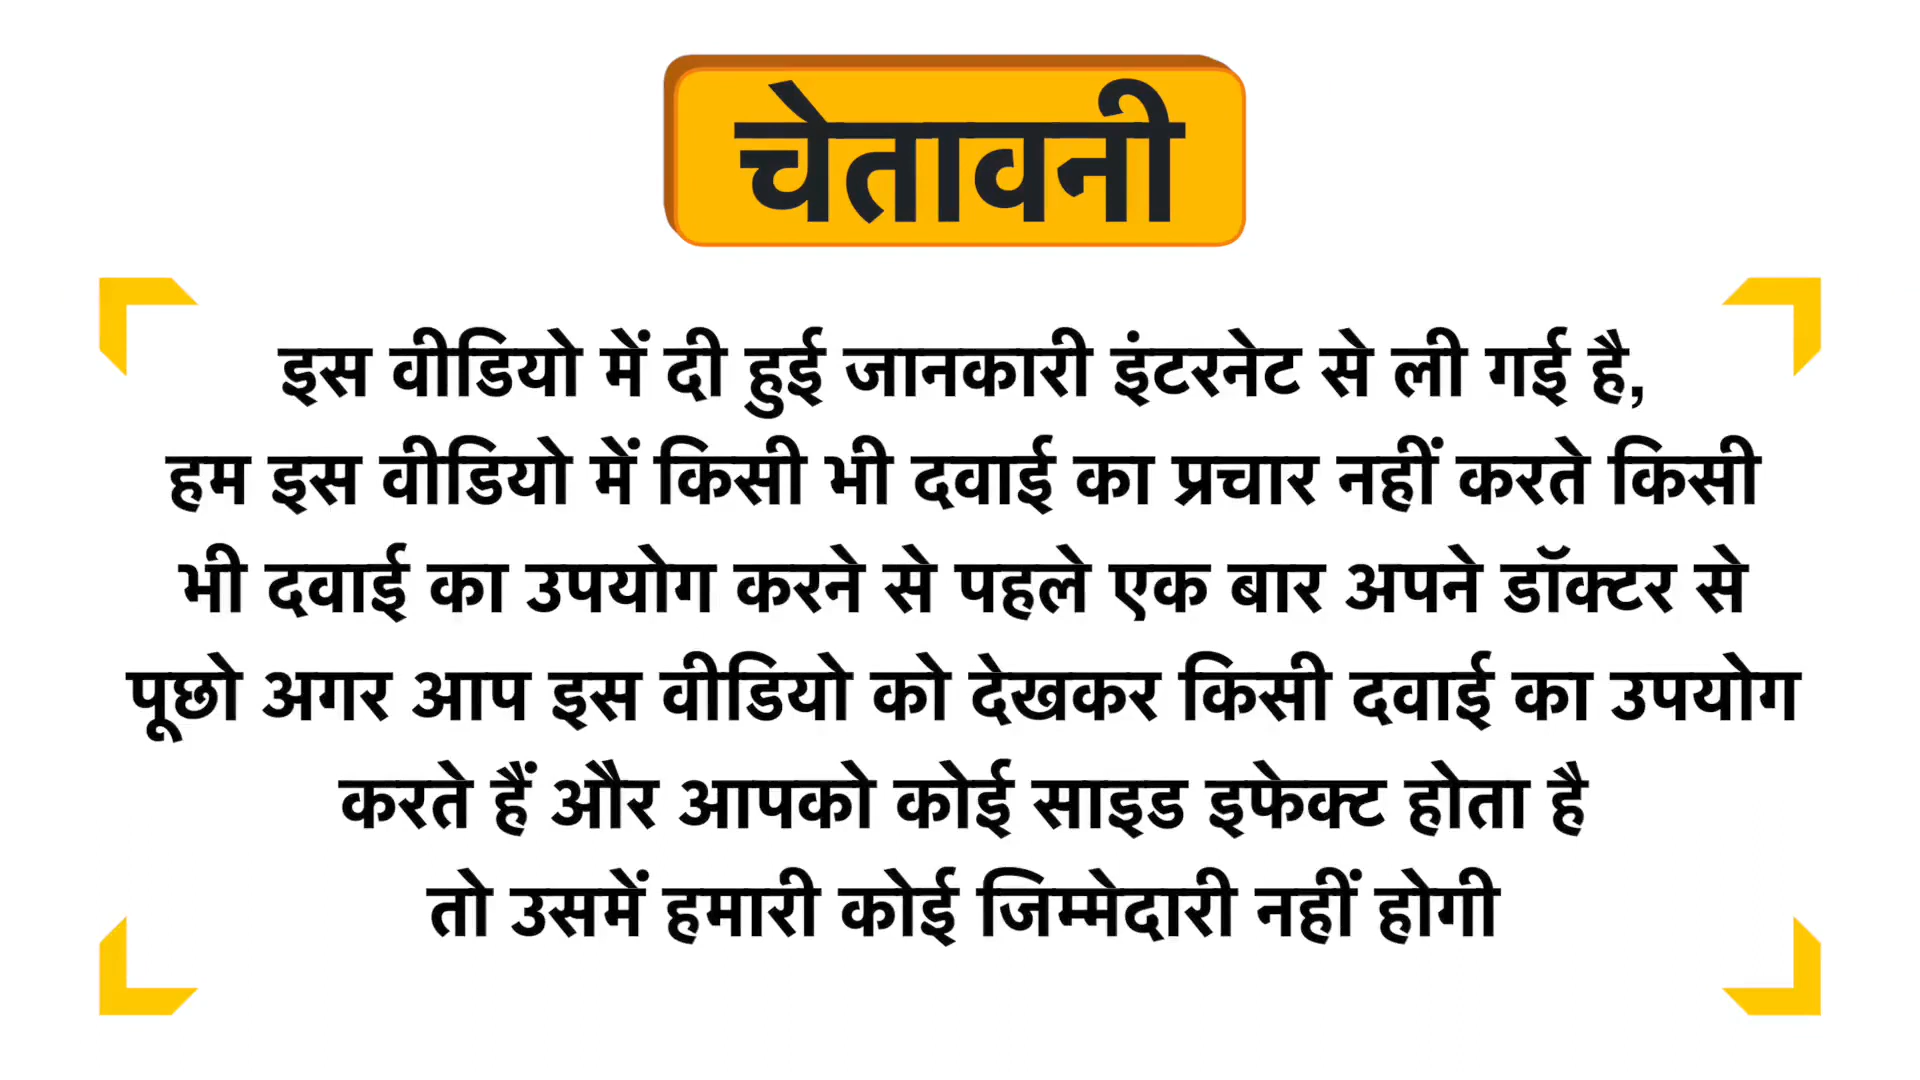 चेतावनी
इस वीडियो में दी हुई जानकारी इंटरनेट से ली गई है,
हम इस वीडियो में किसी भी दवाई का प्रचार नहीं करते किसी
भी दवाई का उपयोग करने से पहले एक बार अपने डॉक्टर से
पूछो अगर आप इस वीडियो को देखकर किसी दवाई का उपयोग
करते हैं और आपको कोई साइड इफेक्ट होता है
तो उसमें हमारी कोई जिम्मेदारी नहीं होगी